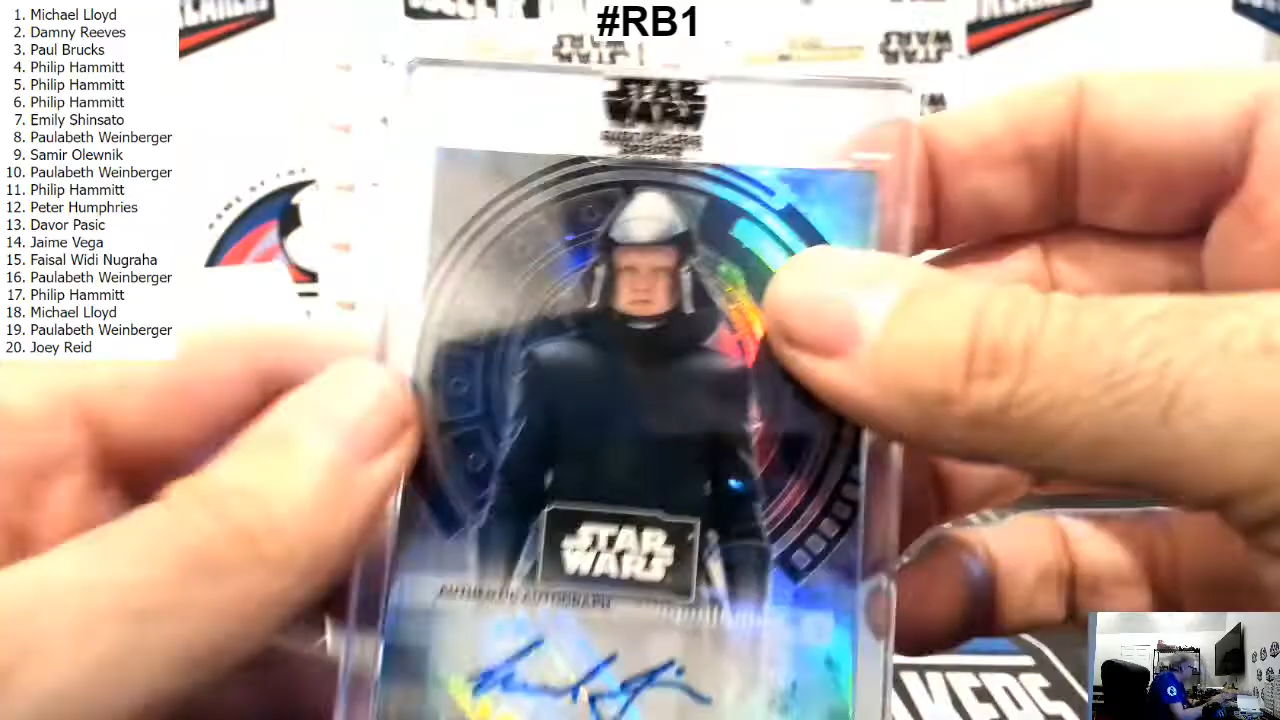 #RB1
1. Michael Lloyd
2. Danny Reeves
3. Paul Brucks
4. Philip Hammitt
5. Philip Hammitt
6. Philip Hammitt
7. Emily Shinsato
8. Paulabeth Weinberger
9. Samir Olewnik
10. Paulabeth Weinberger
11. Philip Hammitt
12. Peter Humphries
13. Davor Pasic
14. Jaime Vega
15. Faisal Widi Nugraha
16. Paulabeth Weinberger
17. Philip Hammitt
18. Michael Lloyd
19. Paulabeth Weinberger
20. Joey Reid
STAR
WARS
STAR
WARS
AUTHENTIC AUTOGRAPH